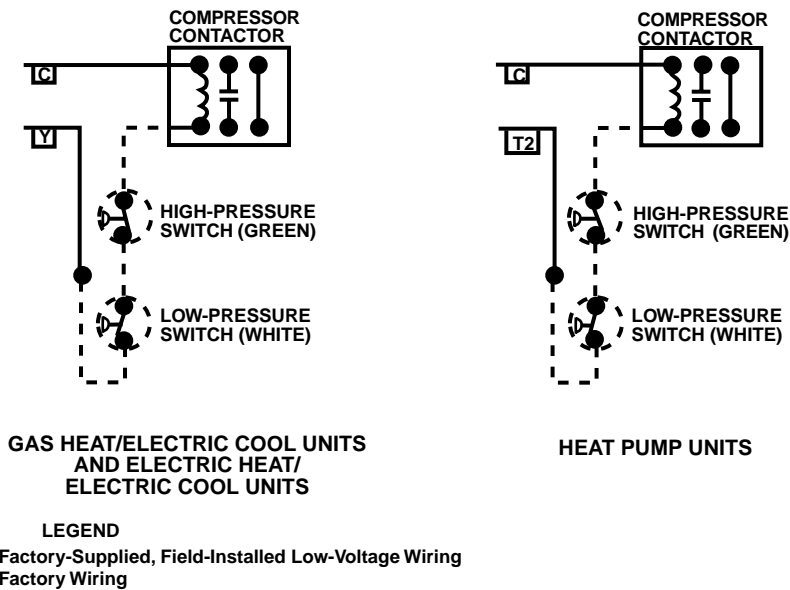 COMPRESSOR
CONTACTOR
C
Y
HIGH-PRESSURE
SWITCH (GREEN)
LOW-PRESSURE
SWITCH (WHITE)
GAS HEAT/ELECTRIC COOL UNITS
AND ELECTRIC HEAT/
ELECTRIC COOL UNITS
COMPRESSOR
CONTACTOR
C
T2
HIGH-PRESSURE
SWITCH (GREEN)
LOW-PRESSURE
SWITCH (WHITE)
HEAT PUMP UNITS
LEGEND
Factory-Supplied, Field-Installed Low-Voltage Wiring
Factory Wiring